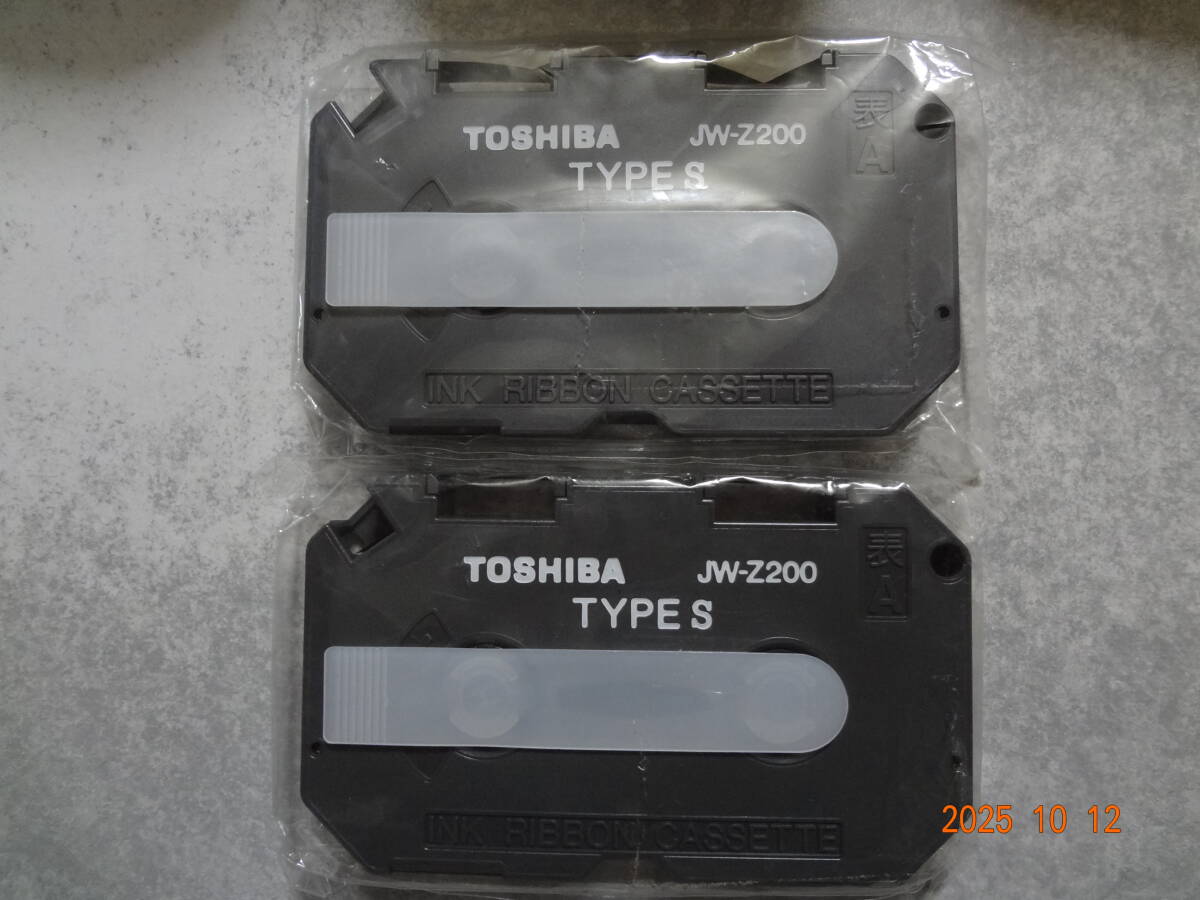 TOSHIBA JW-Z200
TYPE S
表
A
INK RIBBON CASSETTE
TOSHIBA JW-Z200
TYPE S
表
A
INK RIBBON CASSETTE
2025 10 12